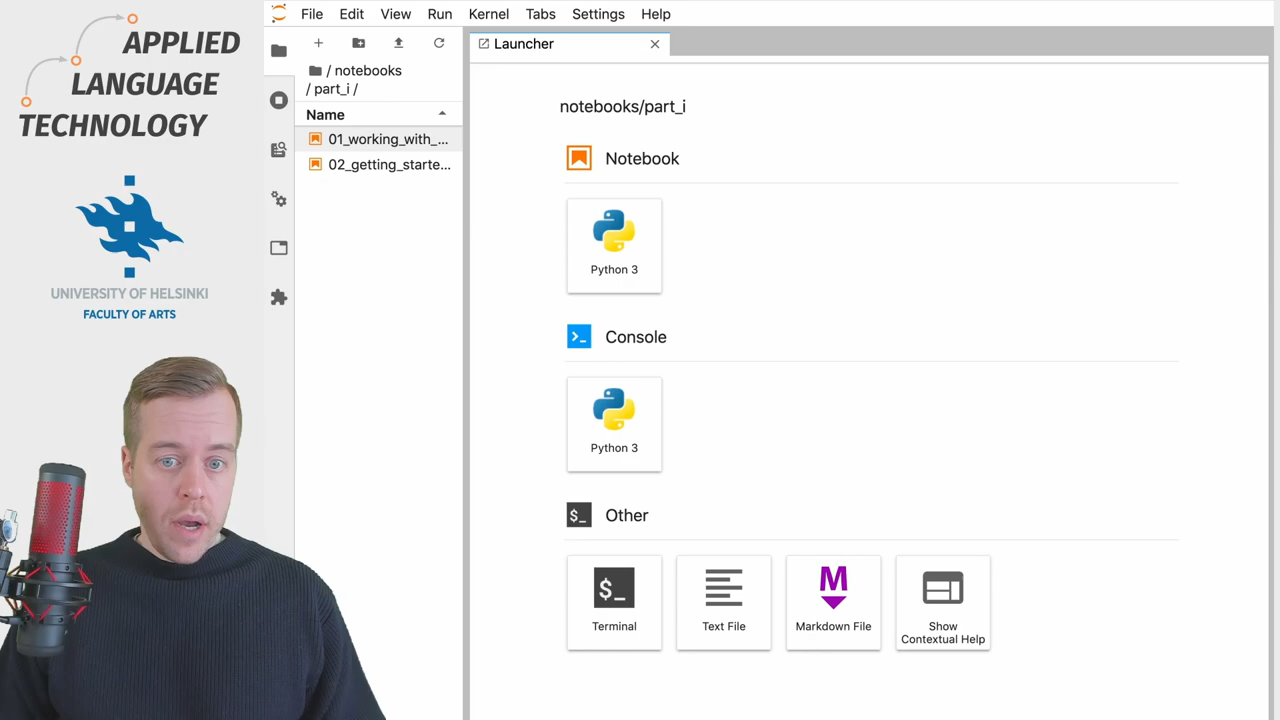 APPLIED
LANGUAGE
TECHNOLOGY
UNIVERSITY OF HELSINKI
FACULTY OF ARTS
File Edit View Run Kernel Tabs Settings Help
/ notebooks
/ part_i /
Name
01_working_with_...
02_getting_starte...
Launcher
notebooks/part_i
Notebook
Python 3
Console
Python 3
$_ Other
$_
Terminal
Text File
M
Markdown File
Show
Contextual Help